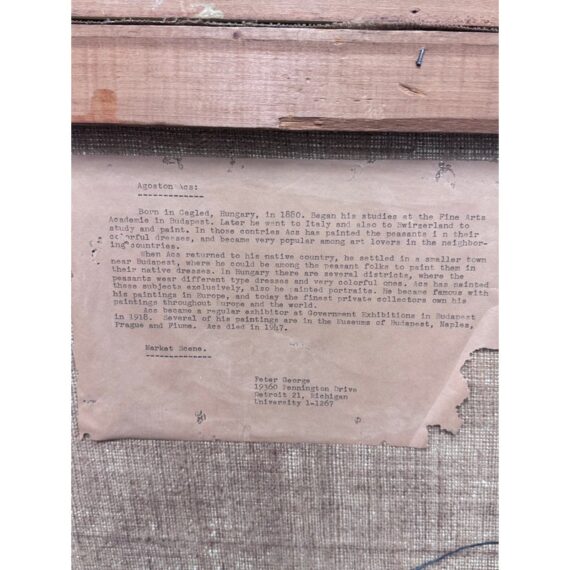 Agoston Acs:
Born in Cegled, Hungary, in 1880. Began his studies at the Fine Arts
Academie in Budapest. Later he went to Italy and also to Swirzerland to
study and paint. In those contries Acs has painted the peasants in their
colorful dresses, and became very popular among art lovers in the neighbor-
ing countries.
When Acs returned to his native country, he settled in a smaller town
near Budapest, where he could be among the peasant folks to paint them in
their native dresses. In Hungary there are several districts, where the
peasants wear different type dresses and very colorful ones. Acs has painted
these subjects exclusively, also he painted portraits. He became famous with
his paintings in Europe, and today the finest private collectors own his
paintings throughout Europe and the world.
Acs became a regular exhibitor at Government Exhibitions in Budapest
in 1918. Several of his paintings are in the Museums of Budapest, Naples,
Prague and Fiume. Acs died in 1947.
Market Scene.
Peter George
19360 Pennington Drive
Detroit 21, Michigan
University 1-1267